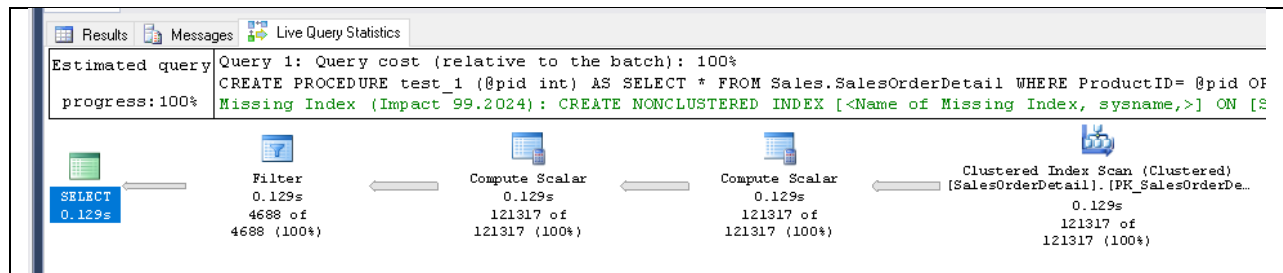 Results Messages Live Query Statistics
Estimated query progress:100%
Query 1: Query cost (relative to the batch): 100%
CREATE PROCEDURE test_1 (@pid int) AS SELECT * FROM Sales.SalesOrderDetail WHERE ProductID= @pid OP
Missing Index (Impact 99.2024): CREATE NONCLUSTERED INDEX [<Name of Missing Index, sysname,>] ON [S
SELECT
0.129s
Filter
0.129s
4688 of
4688 (100%)
Compute Scalar
0.129s
121317 of
121317 (100%)
Compute Scalar
0.129s
121317 of
121317 (100%)
Clustered Index Scan (Clustered)
[SalesOrderDetail].[PK_SalesOrderDe…
0.129s
121317 of
121317 (100%)